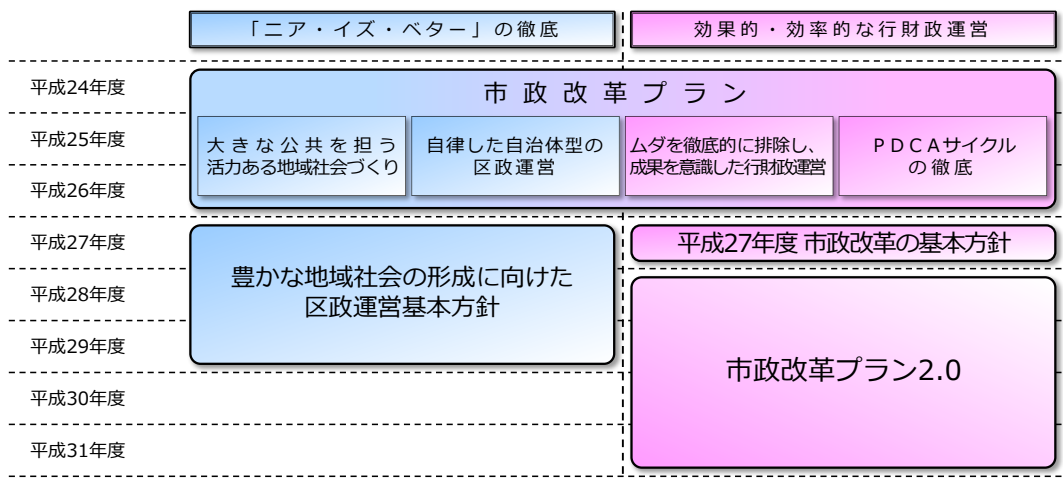 「ニア・イズ・ベター」の徹底
効果的・効率的な行財政運営
平成24年度
市政改革プラン
平成25年度
大きな公共を担う
活力ある地域社会づくり
自律した自治体型の
区政運営
ムダを徹底的に排除し、
成果を意識した行財政運営
PDCAサイクル
の徹底
平成26年度
平成27年度
平成27年度 市政改革の基本方針
豊かな地域社会の形成に向けた
区政運営基本方針
平成28年度
平成29年度
市政改革プラン2.0
平成30年度
平成31年度